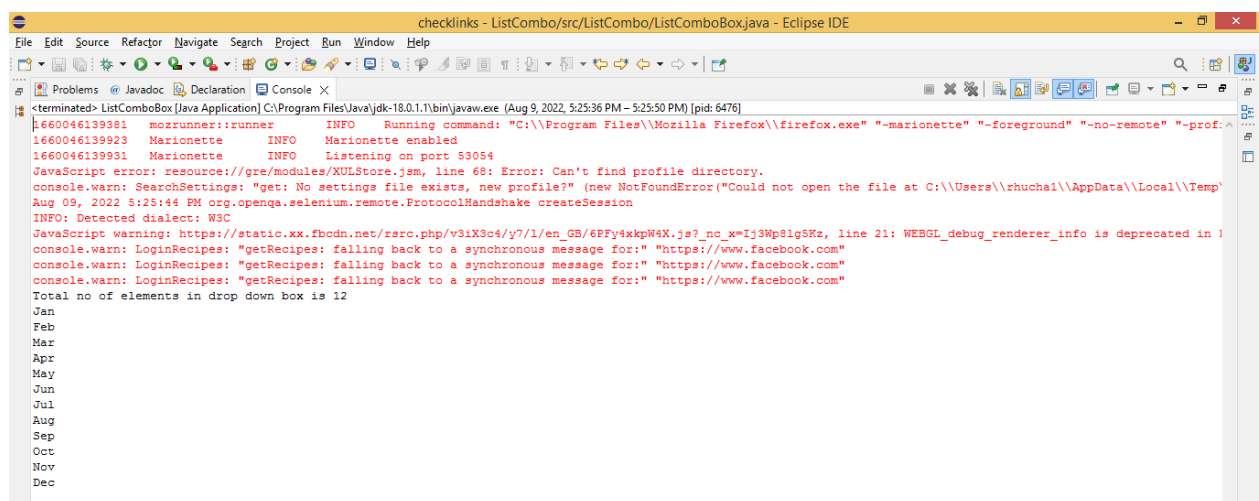 checklinks - ListCombo/src/ListCombo/ListComboBox.java - Eclipse IDE
File Edit Source Refactor Navigate Search Project Run Window Help
Problems @ Javadoc Declaration Console
<terminated> ListComboBox [Java Application] C:\Program Files\Java\jdk-18.0.1.1\bin\javaw.exe (Aug 9, 2022, 5:25:36 PM – 5:25:50 PM) [pid: 6476]
1660046139381 mozrunner::runner INFO Running command: "C:\\Program Files\\Mozilla Firefox\\firefox.exe" "-marionette" "-foreground" "-no-remote" "-prof
1660046139923 Marionette INFO Marionette enabled
1660046139931 Marionette INFO Listening on port 53054
JavaScript error: resource://gre/modules/XULStore.jsm, line 68: Error: Can't find profile directory.
console.warn: SearchSettings: "get: No settings file exists, new profile?" (new NotFoundError("Could not open the file at C:\\Users\\rhucha1\\AppData\\Local\\Temp\
Aug 09, 2022 5:25:44 PM org.openqa.selenium.remote.ProtocolHandshake createSession
INFO: Detected dialect: W3C
JavaScript warning: https://static.xx.fbcdn.net/rsrc.php/v3iX3c4/y7/l/en_GB/6PFy4xkpW4X.js?_nc_x=Ij3Wp8lg5Kz, line 21: WEBGL_debug_renderer_info is deprecated in
console.warn: LoginRecipes: "getRecipes: falling back to a synchronous message for:" "https://www.facebook.com"
console.warn: LoginRecipes: "getRecipes: falling back to a synchronous message for:" "https://www.facebook.com"
console.warn: LoginRecipes: "getRecipes: falling back to a synchronous message for:" "https://www.facebook.com"
Total no of elements in drop down box is 12
Jan
Feb
Mar
Apr
May
Jun
Jul
Aug
Sep
Oct
Nov
Dec